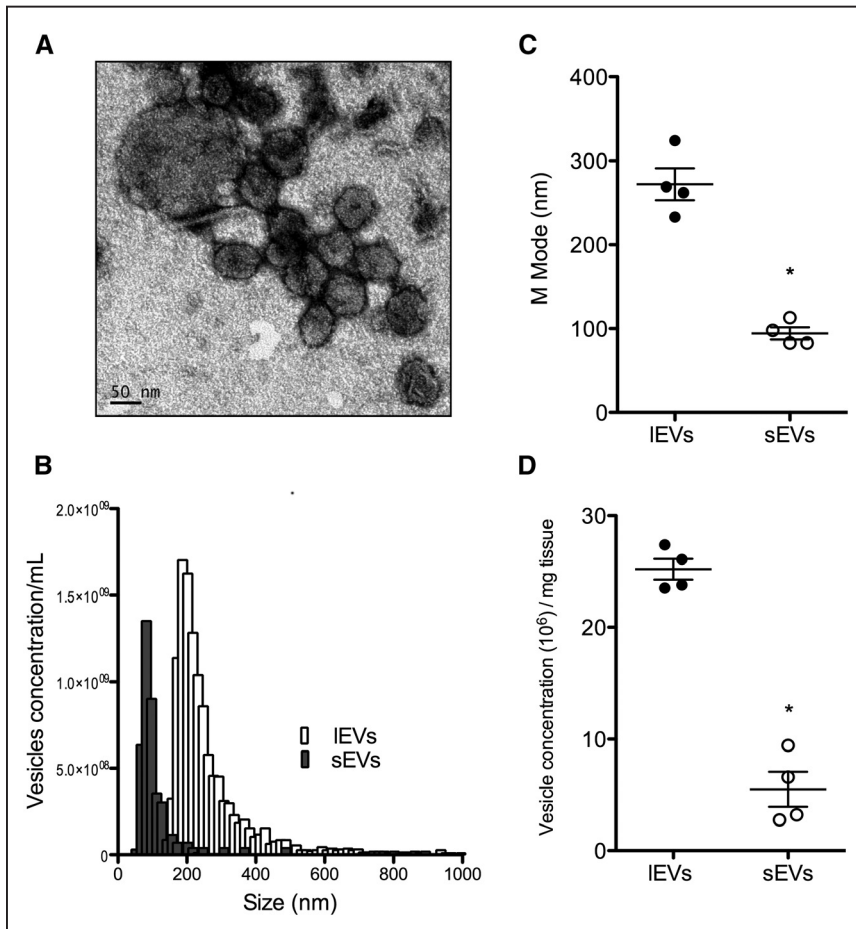 A
50 nm
B
Vesicles concentration/mL
2.0×10⁰⁹
1.5×10⁰⁹
1.0×10⁰⁹
5.0×10⁰⁸
0
lEVs
sEVs
0 200 400 600 800 1000
Size (nm)
C
M Mode (nm)
400
300
200
100
0
*
lEVs sEVs
D
Vesicle concentration (10⁶) / mg tissue
30
20
10
0
*
lEVs sEVs